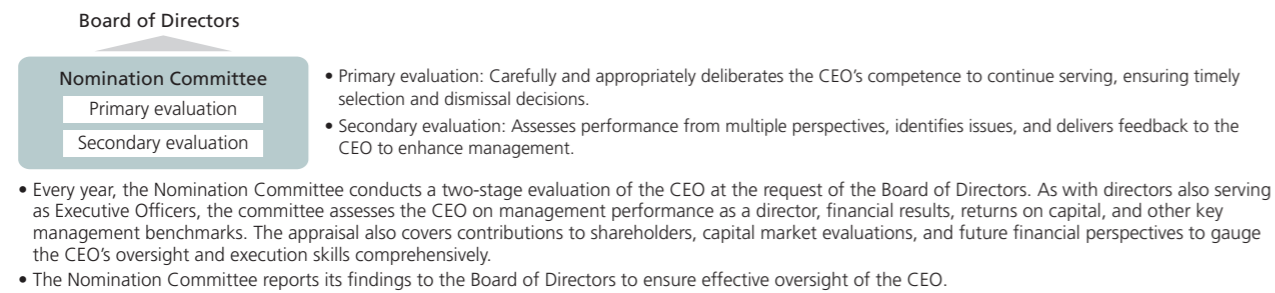 Board of Directors
Nomination Committee
Primary evaluation
Secondary evaluation
• Primary evaluation: Carefully and appropriately deliberates the CEO’s competence to continue serving, ensuring timely
selection and dismissal decisions.
• Secondary evaluation: Assesses performance from multiple perspectives, identifies issues, and delivers feedback to the
CEO to enhance management.
• Every year, the Nomination Committee conducts a two-stage evaluation of the CEO at the request of the Board of Directors. As with directors also serving
as Executive Officers, the committee assesses the CEO on management performance as a director, financial results, returns on capital, and other key
management benchmarks. The appraisal also covers contributions to shareholders, capital market evaluations, and future financial perspectives to gauge
the CEO’s oversight and execution skills comprehensively.
• The Nomination Committee reports its findings to the Board of Directors to ensure effective oversight of the CEO.